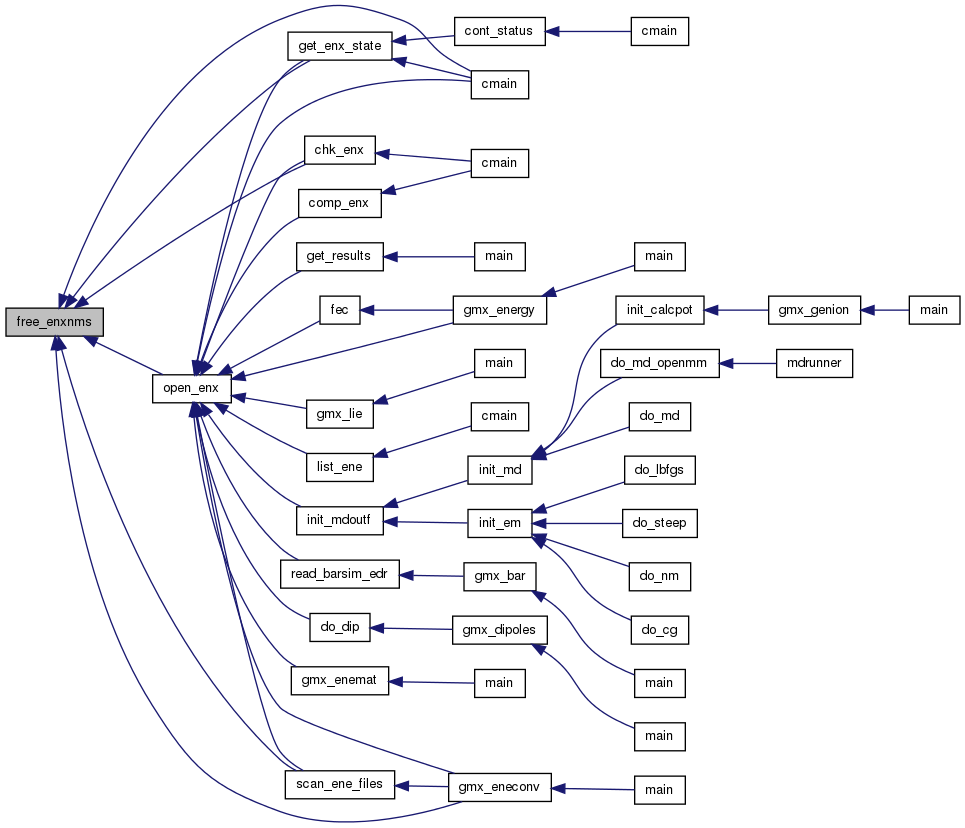 cont_status
cmain
get_enx_state
cmain
chk_enx
cmain
comp_enx
get_results
main
main
free_enxnms
fec
gmx_energy
init_calcpot
gmx_genion
main
open_enx
main
do_md_openmm
mdrunner
gmx_lie
cmain
do_md
list_ene
init_md
do_lbfgs
init_mdoutf
init_em
do_steep
read_barsim_edr
gmx_bar
do_nm
do_dip
gmx_dipoles
do_cg
gmx_enemat
main
main
main
scan_ene_files
gmx_eneconv
main